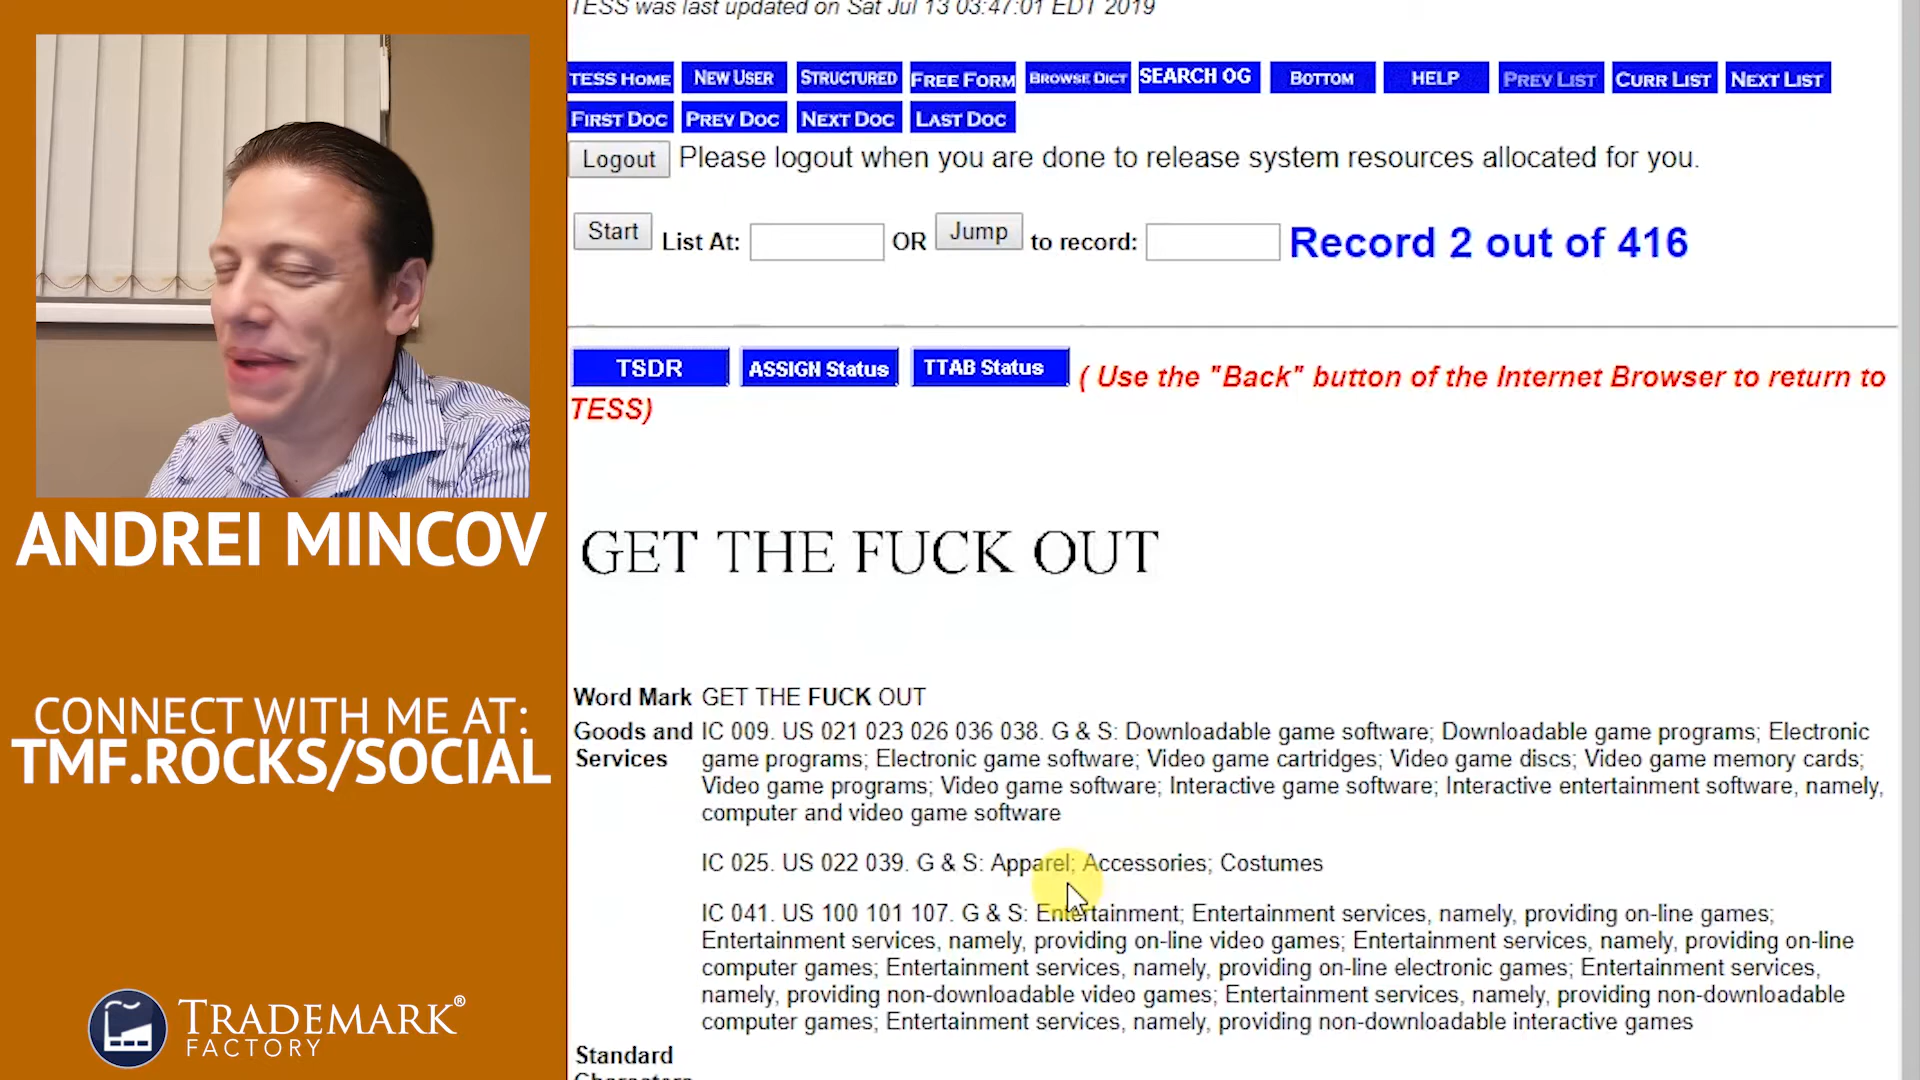 TESS was last updated on Sat Jul 13 03:47:01 EDT 2019
TESS HOME NEW USER STRUCTURED FREE FORM BROWSE DICT SEARCH OG BOTTOM HELP PREV LIST CURR LIST NEXT LIST
FIRST DOC PREV DOC NEXT DOC LAST DOC
Logout Please logout when you are done to release system resources allocated for you.
Start List At: OR Jump to record: Record 2 out of 416
TSDR ASSIGN Status TTAB Status ( Use the "Back" button of the Internet Browser to return to
TESS)
GET THE FUCK OUT
Word Mark GET THE FUCK OUT
Goods and IC 009. US 021 023 026 036 038. G & S: Downloadable game software; Downloadable game programs; Electronic
Services game programs; Electronic game software; Video game cartridges; Video game discs; Video game memory cards;
Video game programs; Video game software; Interactive game software; Interactive entertainment software, namely,
computer and video game software
IC 025. US 022 039. G & S: Apparel; Accessories; Costumes
IC 041. US 100 101 107. G & S: Entertainment; Entertainment services, namely, providing on-line games;
Entertainment services, namely, providing on-line video games; Entertainment services, namely, providing on-line
computer games; Entertainment services, namely, providing on-line electronic games; Entertainment services,
namely, providing non-downloadable video games; Entertainment services, namely, providing non-downloadable
computer games; Entertainment services, namely, providing non-downloadable interactive games
Standard
Characters
ANDREI MINCOV
CONNECT WITH ME AT:
TMF.ROCKS/SOCIAL
TRADEMARK®
FACTORY